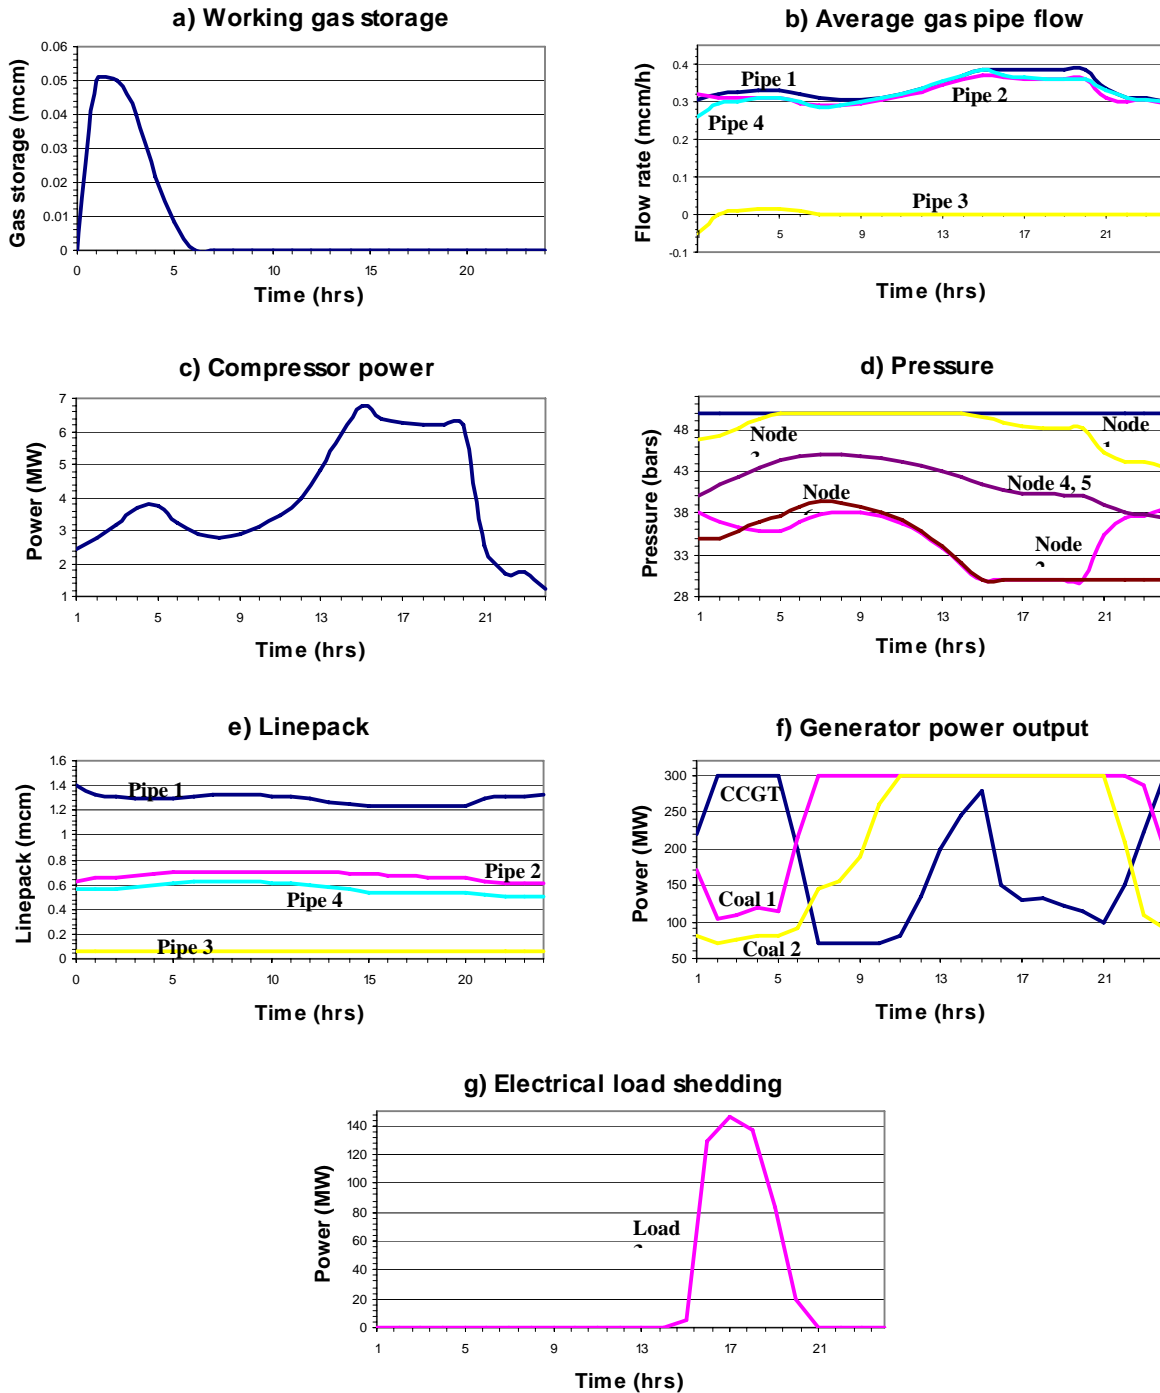 a) Working gas storage
Gas storage (mcm)
0.06
0.05
0.04
0.03
0.02
0.01
0
0 5 10 15 20
Time (hrs)
b) Average gas pipe flow
Flow rate (mcm/h)
0.4
0.3
0.2
0.1
0
-0.1
Pipe 1
Pipe 2
Pipe 4
Pipe 3
5 9 13 17 21
Time (hrs)
c) Compressor power
Power (MW)
7
6
5
4
3
2
1
1 5 9 13 17 21
Time (hrs)
d) Pressure
Pressure (bars)
48
43
38
33
28
Node
Node
Node 4, 5
Node
Node
1 5 9 13 17 21
Time (hrs)
e) Linepack
Linepack (mcm)
1.6
1.4
1.2
1
0.8
0.6
0.4
0.2
0
Pipe 1
Pipe 2
Pipe 4
Pipe 3
0 5 10 15 20
Time (hrs)
f) Generator power output
Power (MW)
300
250
200
150
100
50
CCGT
Coal 1
Coal 2
1 5 9 13 17 21
Time (hrs)
g) Electrical load shedding
Power (MW)
140
120
100
80
60
40
20
0
Load
1 5 9 13 17 21
Time (hrs)